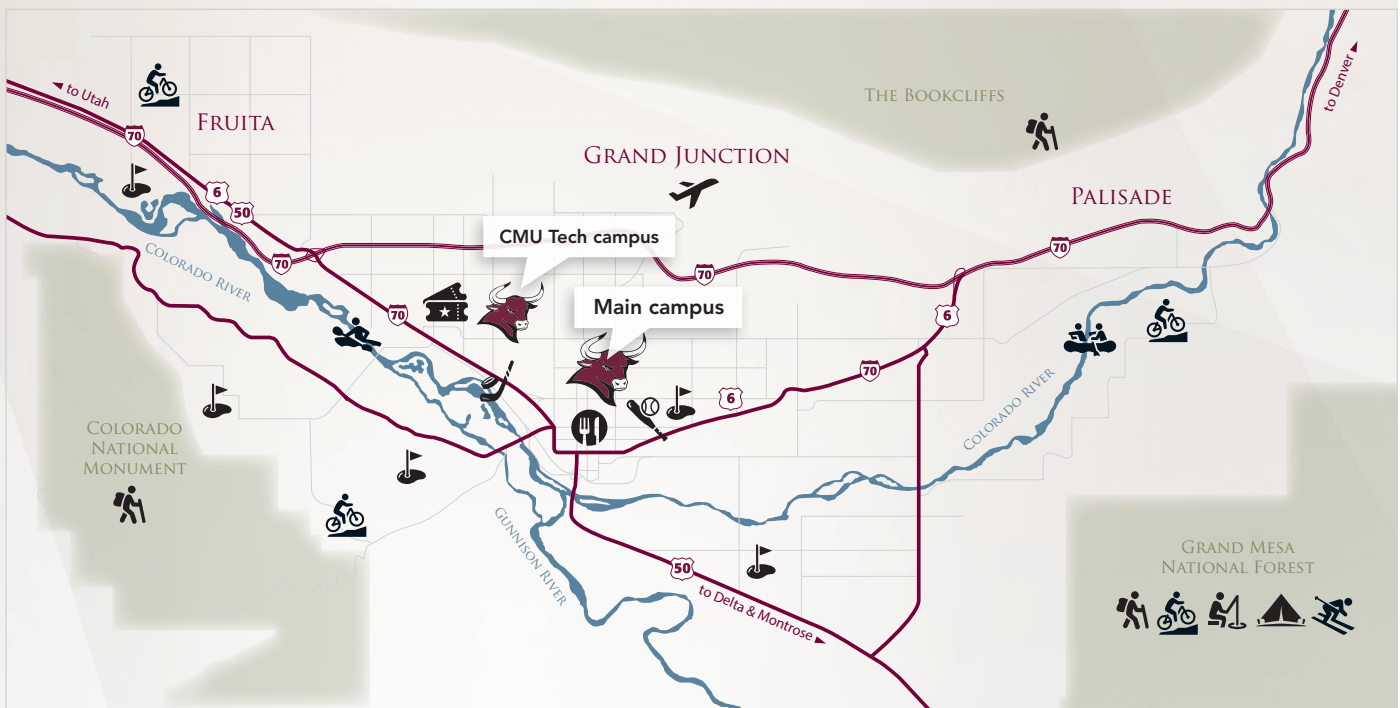 to Utah
FRUITA
THE BOOKCLIFFS
to Denver
70
GRAND JUNCTION
PALISADE
6
50
COLORADO RIVER
CMU Tech campus
70
70
70
70
Main campus
6
70
6
COLORADO RIVER
COLORADO
NATIONAL
MONUMENT
GUNNISON RIVER
50
to Delta & Montrose
GRAND MESA
NATIONAL FOREST